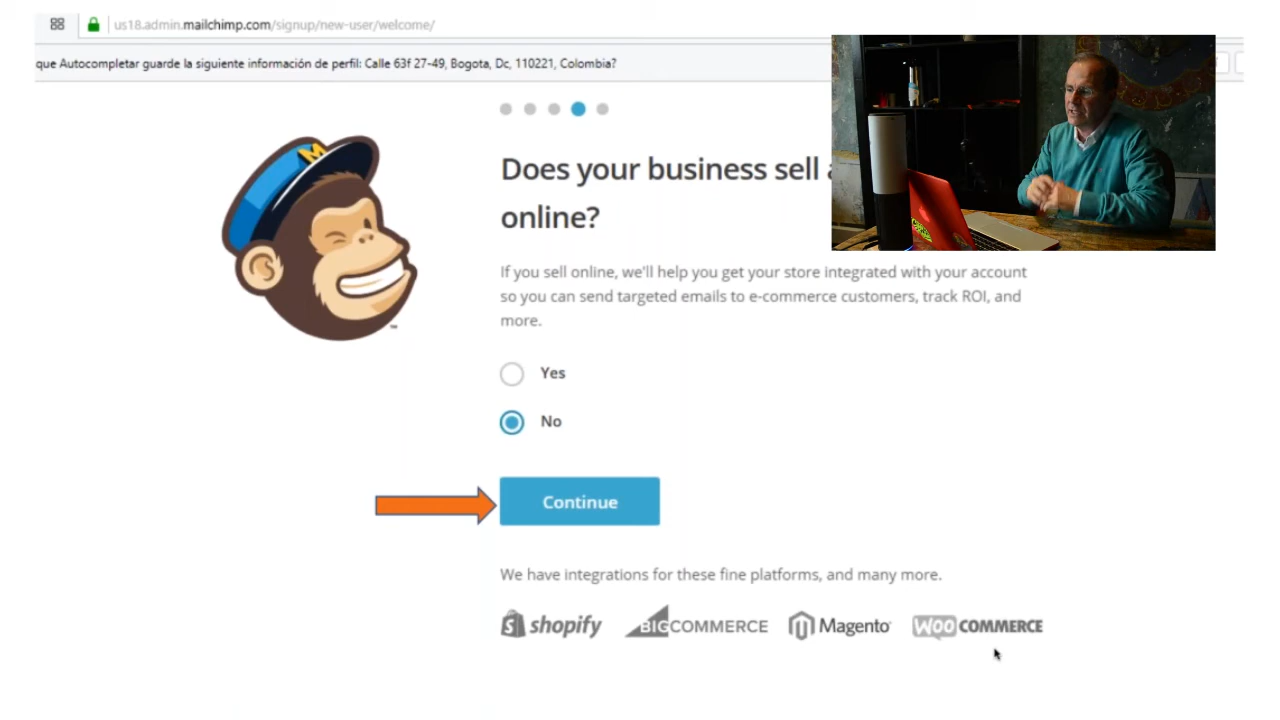 us18.admin.mailchimp.com/signup/new-user/welcome/
que Autocompletar guarde la siguiente información de perfil: Calle 63f 27-49, Bogota, Dc, 110221, Colombia?
Does your business sell
online?
If you sell online, we'll help you get your store integrated with your account
so you can send targeted emails to e-commerce customers, track ROI, and
more.
Yes
No
Continue
We have integrations for these fine platforms, and many more.
shopify BIGCOMMERCE Magento WOO COMMERCE